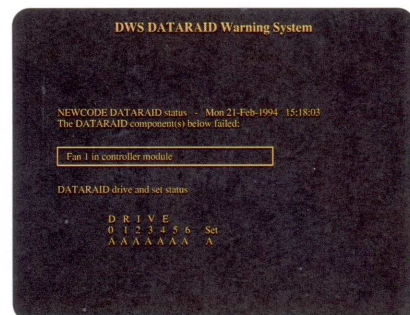 DWS DATARAID Warning System
NEWCODE DATARAID status - Mon 21-Feb-1994 15:18:03
The DATARAID component(s) below failed:
Fan 1 in controller module
DATARAID drive and set status
D R I V E
0 1 2 3 4 5 6 Set
A A A A A A A A